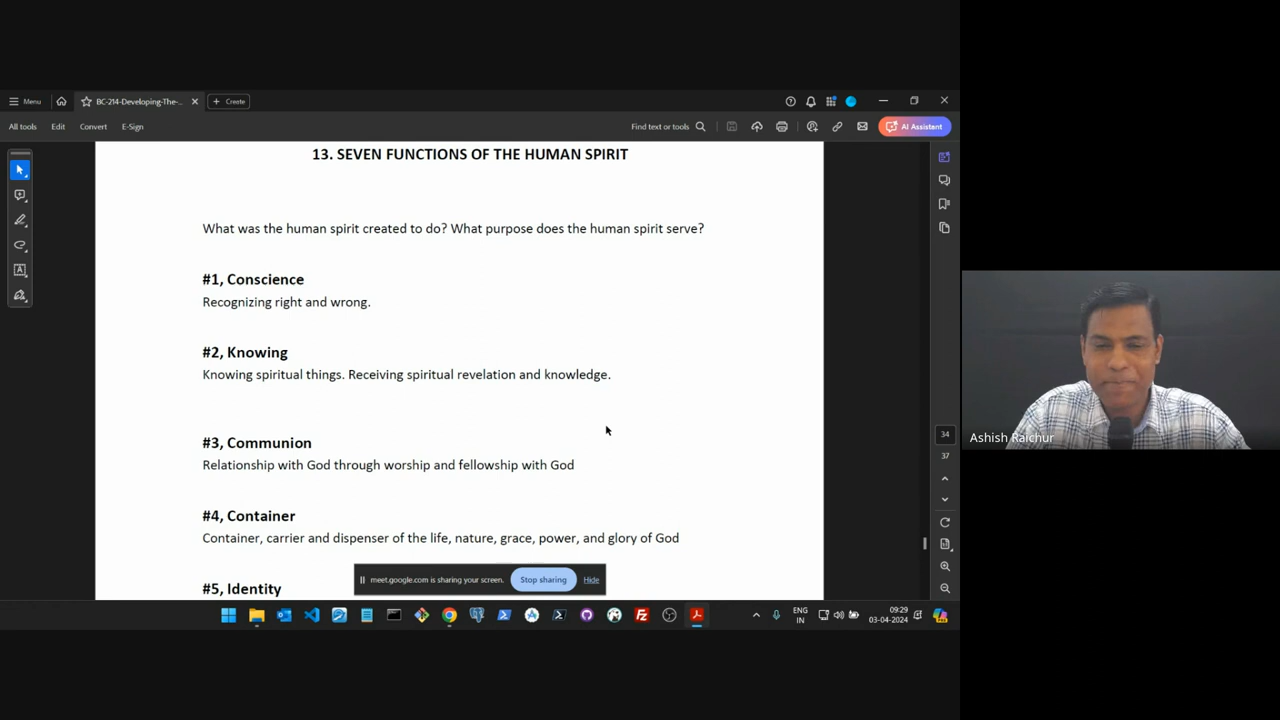 Menu
BC-214-Developing-The-...
Create
All tools
Edit
Convert
E-Sign
Find text or tools
AI Assistant
13. SEVEN FUNCTIONS OF THE HUMAN SPIRIT
What was the human spirit created to do? What purpose does the human spirit serve?
#1, Conscience
Recognizing right and wrong.
#2, Knowing
Knowing spiritual things. Receiving spiritual revelation and knowledge.
#3, Communion
Relationship with God through worship and fellowship with God
#4, Container
Container, carrier and dispenser of the life, nature, grace, power, and glory of God
#5, Identity
34
37
meet.google.com is sharing your screen.
Stop sharing
Hide
Ashish Raichur
ENG
IN
09:29
03-04-2024